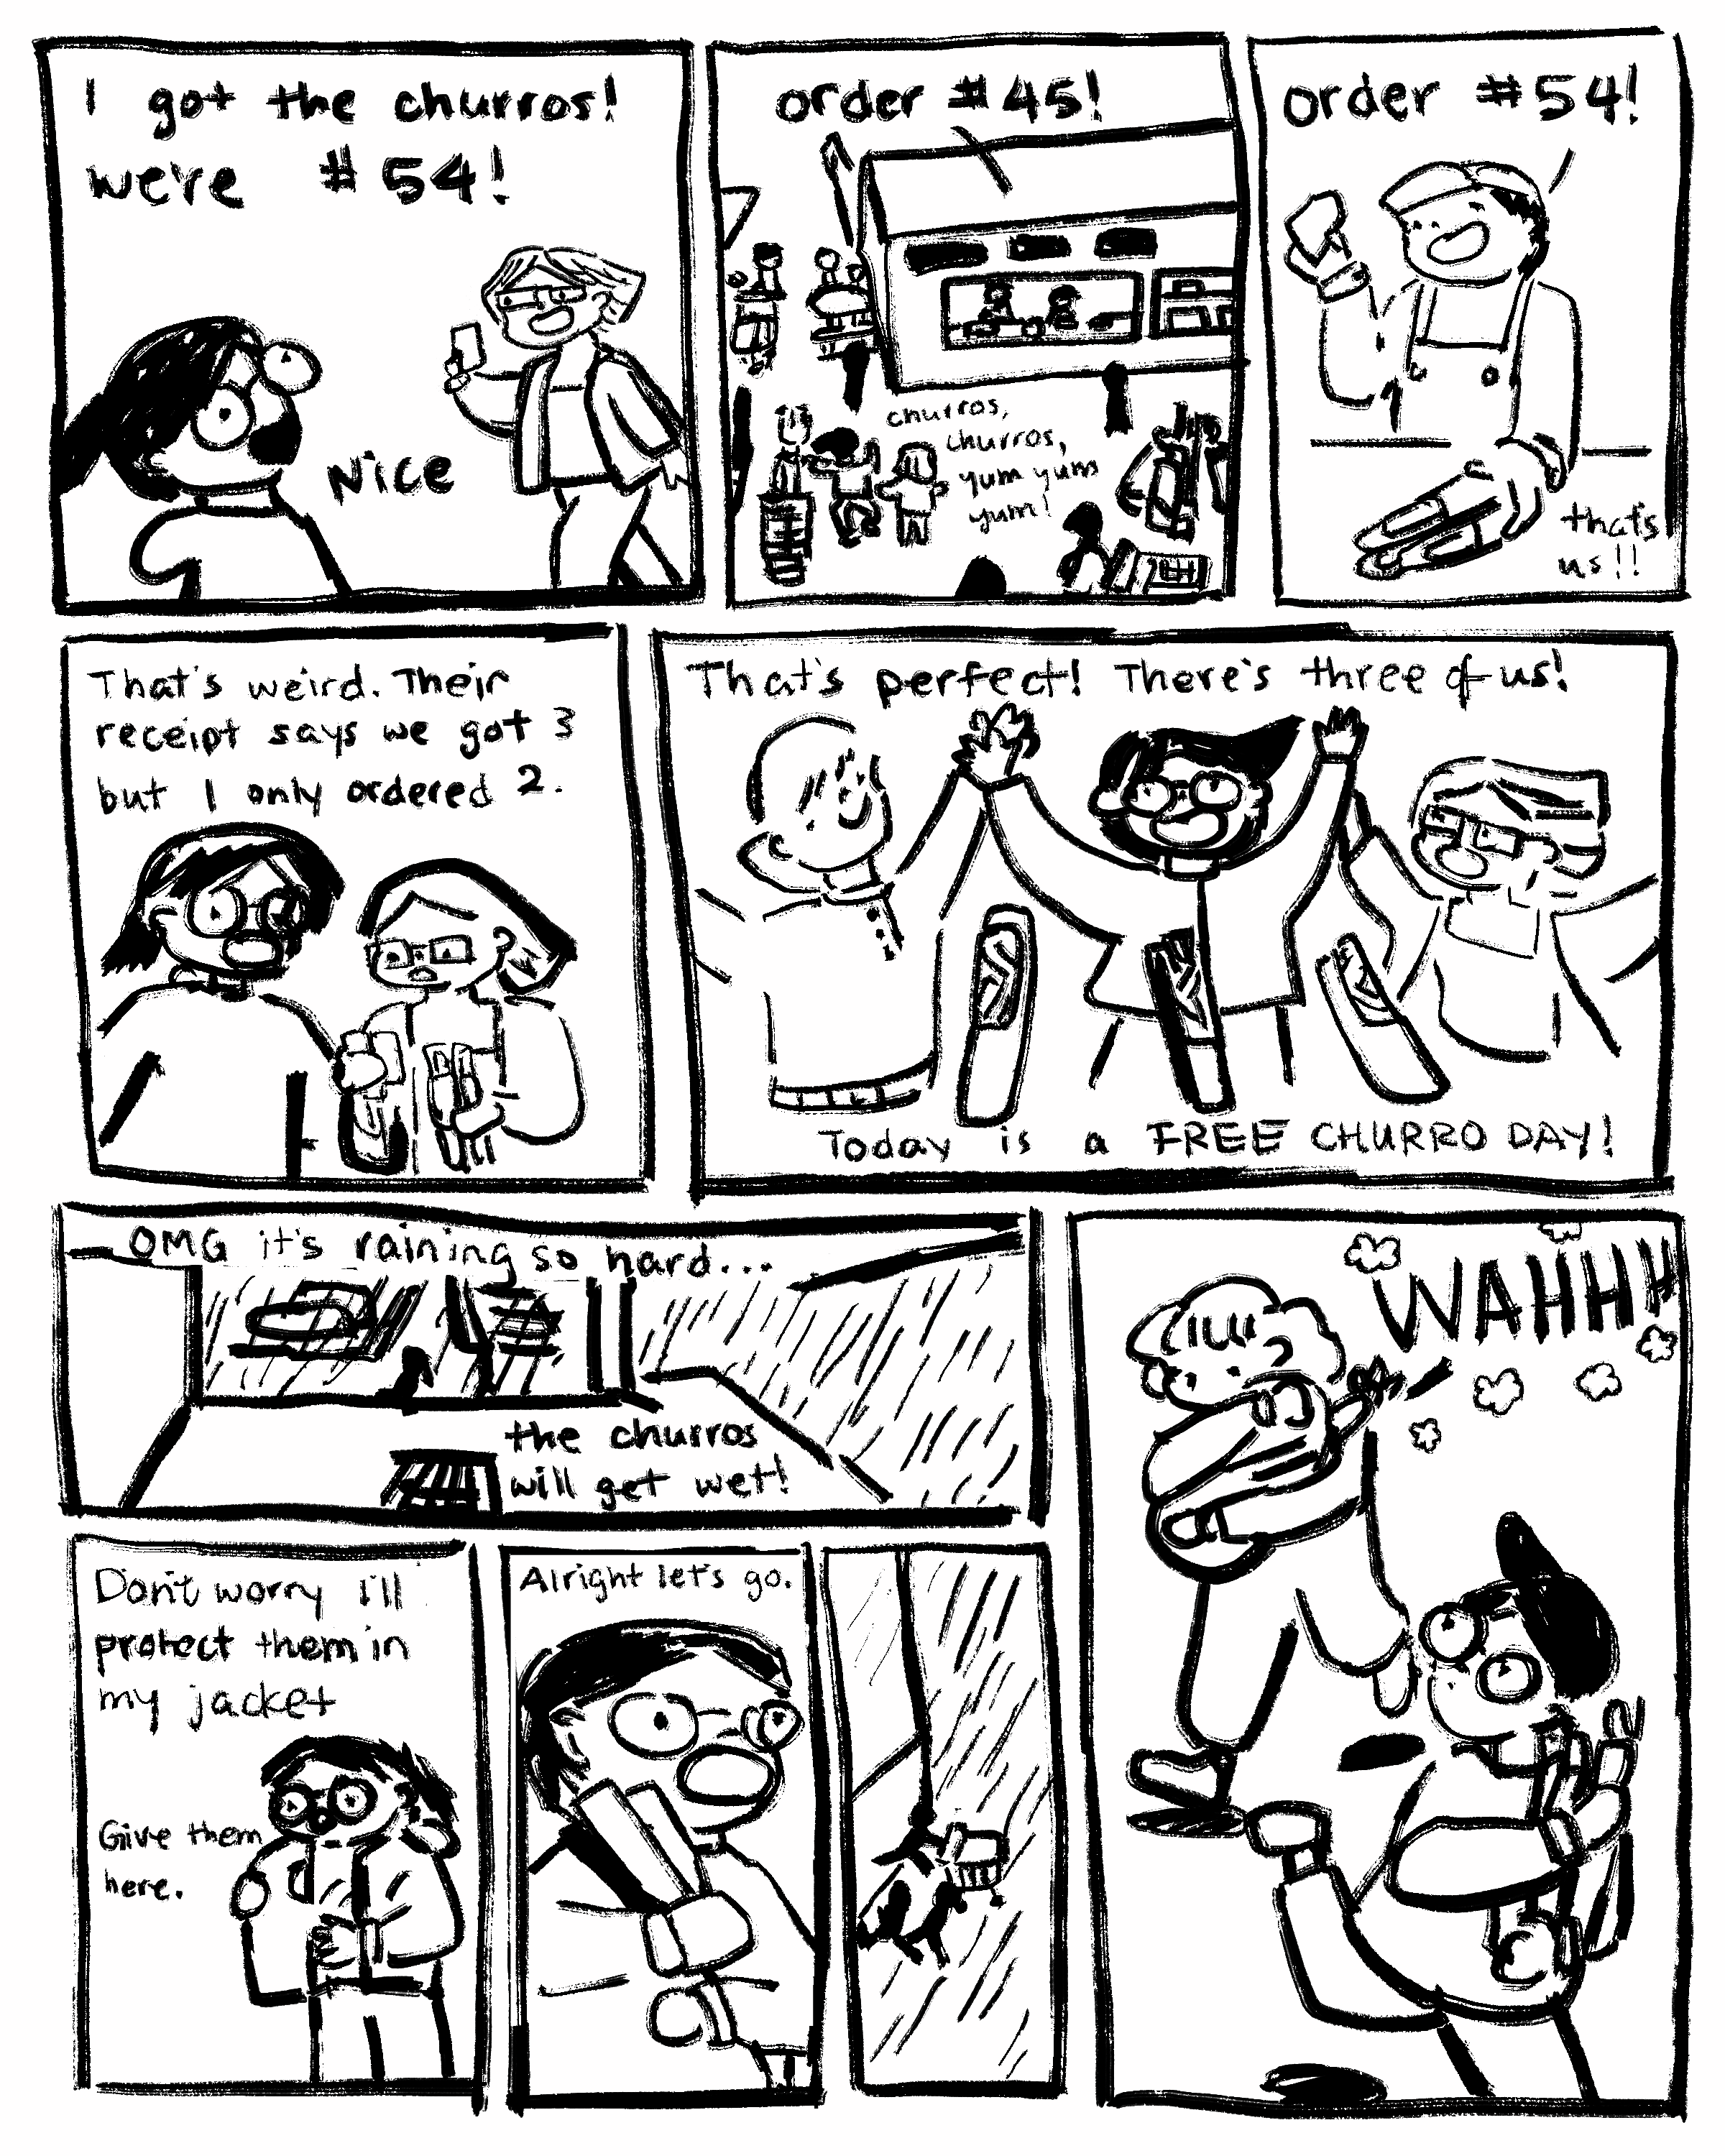 I got the churros!
we're #54!
Nice
order #45!
churros,
churros,
yum yum
yum!
order #54!
that's
us!!
That's weird. Their
receipt says we got 3
but I only ordered 2.
That's perfect! There's three of us!
Today is a FREE CHURRO DAY!
OMG it's raining so hard...
the churros
will get wet!
WAHHH
Don't worry I'll
protect them in
my jacket
Give them
here.
Alright let's go.